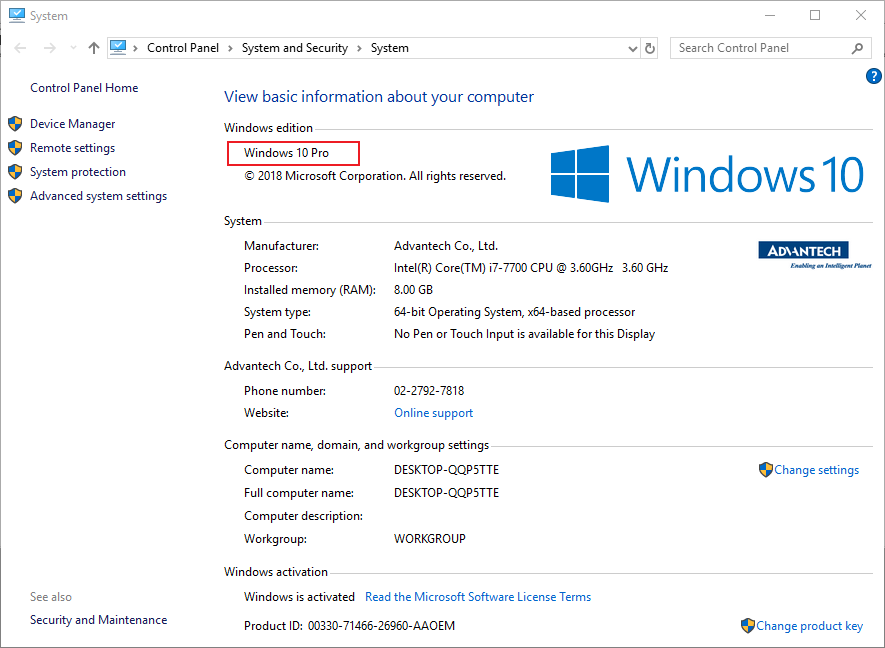 System
Control Panel > System and Security > System
Search Control Panel
?
Control Panel Home
Device Manager
Remote settings
System protection
Advanced system settings
View basic information about your computer
Windows edition
Windows 10 Pro
© 2018 Microsoft Corporation. All rights reserved.
Windows 10
System
Manufacturer: Advantech Co., Ltd.
Processor: Intel(R) Core(TM) i7-7700 CPU @ 3.60GHz 3.60 GHz
Installed memory (RAM): 8.00 GB
System type: 64-bit Operating System, x64-based processor
Pen and Touch: No Pen or Touch Input is available for this Display
ADVANTECH
Enabling an Intelligent Planet
Advantech Co., Ltd. support
Phone number: 02-2792-7818
Website: Online support
Computer name, domain, and workgroup settings
Computer name: DESKTOP-QQP5TTE
Change settings
Full computer name: DESKTOP-QQP5TTE
Computer description:
Workgroup: WORKGROUP
Windows activation
Windows is activated Read the Microsoft Software License Terms
Product ID: 00330-71466-26960-AAOEM
Change product key
See also
Security and Maintenance